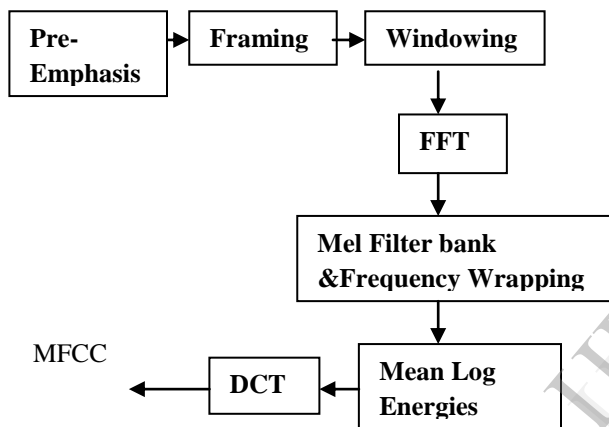 Pre-
Emphasis
Framing
Windowing
FFT
Mel Filter bank
&Frequency Wrapping
Mean Log
Energies
DCT
MFCC